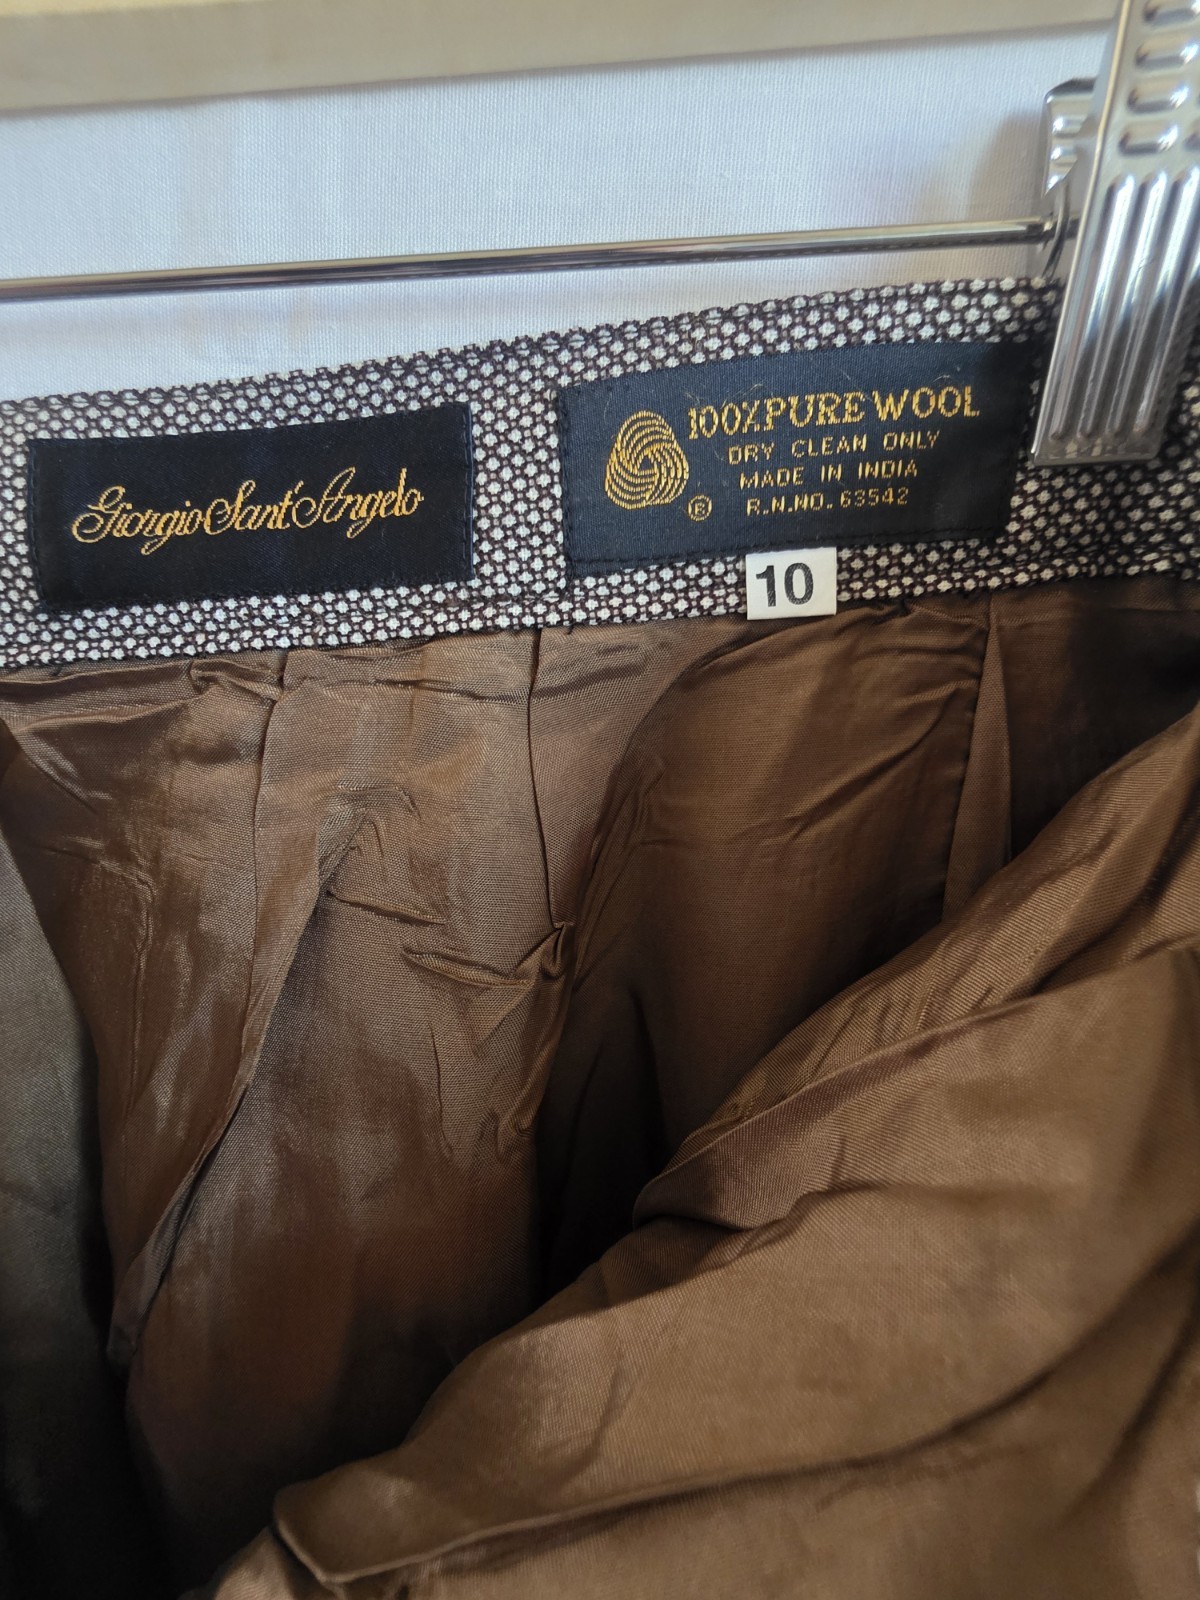 Giorgio Sant'Angelo
100% PURE WOOL
DRY CLEAN ONLY
MADE IN INDIA
R.N.NO. 63542
®
10